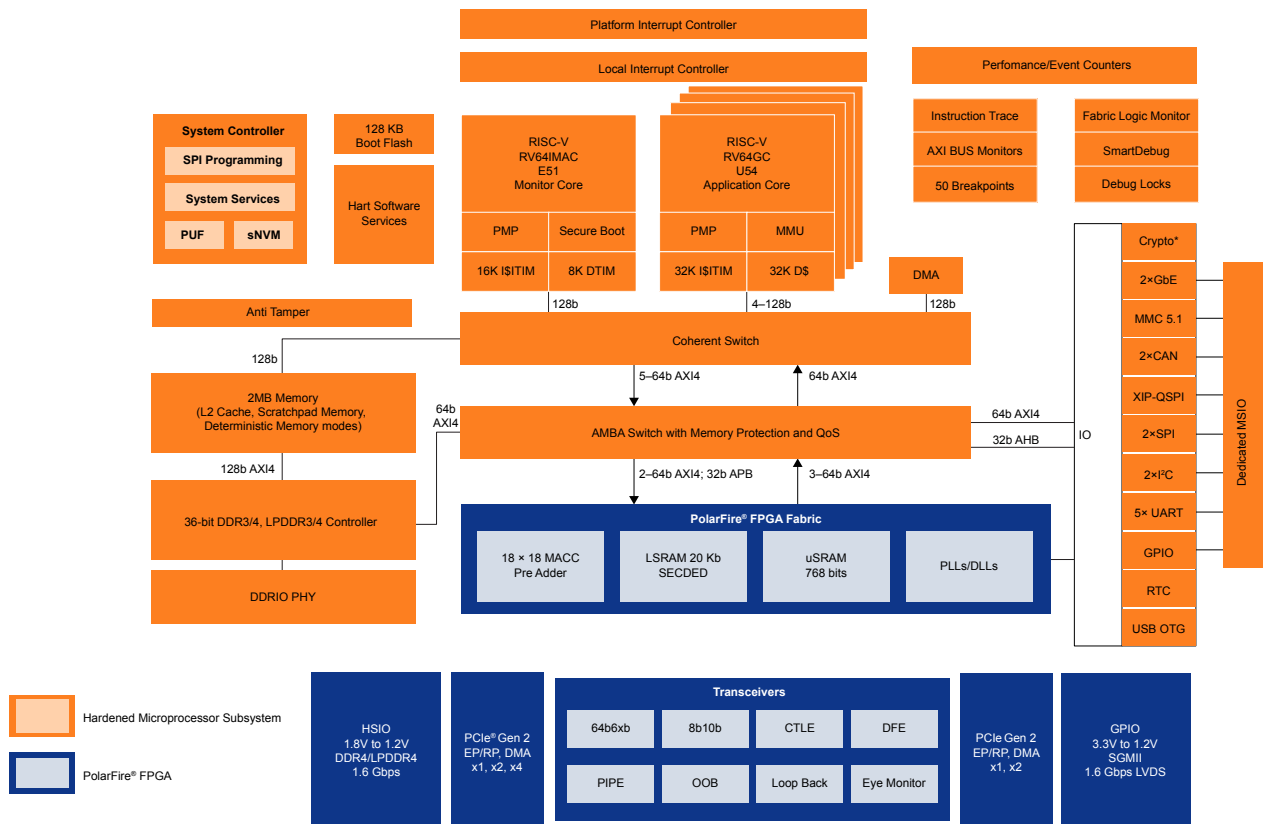 Platform Interrupt Controller
Local Interrupt Controller
Perfomance/Event Counters
System Controller
SPI Programming
System Services
PUF
sNVM
128 KB
Boot Flash
Hart Software
Services
RISC-V
RV64IMAC
E51
Monitor Core
PMP
Secure Boot
16K I$ITIM
8K DTIM
RISC-V
RV64GC
U54
Application Core
PMP
MMU
32K I$ITIM
32K D$
Instruction Trace
AXI BUS Monitors
50 Breakpoints
Fabric Logic Monitor
SmartDebug
Debug Locks
DMA
128b
4–128b
128b
Anti Tamper
Coherent Switch
128b
5–64b AXI4
64b AXI4
2MB Memory
(L2 Cache, Scratchpad Memory,
Deterministic Memory modes)
64b
AXI4
AMBA Switch with Memory Protection and QoS
64b AXI4
32b AHB
IO
128b AXI4
2–64b AXI4; 32b APB
3–64b AXI4
36-bit DDR3/4, LPDDR3/4 Controller
DDRIO PHY
PolarFire® FPGA Fabric
18 × 18 MACC
Pre Adder
LSRAM 20 Kb
SECDED
uSRAM
768 bits
PLLs/DLLs
Crypto*
2×GbE
MMC 5.1
2×CAN
XIP-QSPI
2×SPI
2×I²C
5× UART
GPIO
RTC
USB OTG
Dedicated MSIO
Hardened Microprocessor Subsystem
PolarFire® FPGA
HSIO
1.8V to 1.2V
DDR4/LPDDR4
1.6 Gbps
PCIe® Gen 2
EP/RP, DMA
x1, x2, x4
Transceivers
64b6xb
8b10b
CTLE
DFE
PIPE
OOB
Loop Back
Eye Monitor
PCIe Gen 2
EP/RP, DMA
x1, x2
GPIO
3.3V to 1.2V
SGMII
1.6 Gbps LVDS